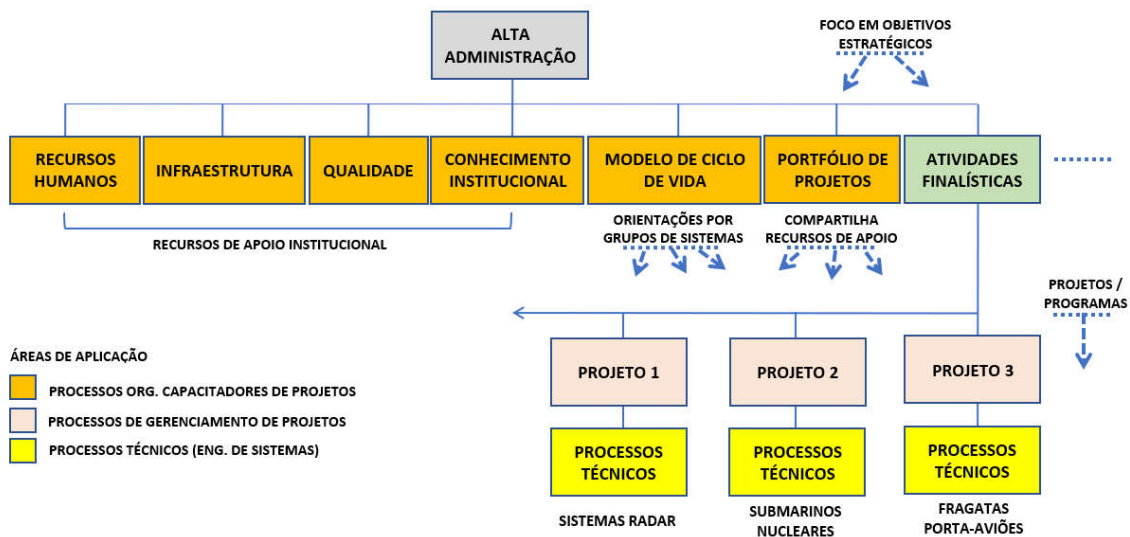 ALTA
ADMINISTRAÇÃO
FOCO EM OBJETIVOS
ESTRATÉGICOS
RECURSOS
HUMANOS
INFRAESTRUTURA
QUALIDADE
CONHECIMENTO
INSTITUCIONAL
MODELO DE CICLO
DE VIDA
PORTFÓLIO DE
PROJETOS
ATIVIDADES
FINALÍSTICAS
RECURSOS DE APOIO INSTITUCIONAL
ORIENTAÇÕES POR
GRUPOS DE SISTEMAS
COMPARTILHA
RECURSOS DE APOIO
PROJETOS /
PROGRAMAS
ÁREAS DE APLICAÇÃO
PROCESSOS ORG. CAPACITADORES DE PROJETOS
PROCESSOS DE GERENCIAMENTO DE PROJETOS
PROCESSOS TÉCNICOS (ENG. DE SISTEMAS)
PROJETO 1
PROJETO 2
PROJETO 3
PROCESSOS
TÉCNICOS
PROCESSOS
TÉCNICOS
PROCESSOS
TÉCNICOS
SISTEMAS RADAR
SUBMARINOS
NUCLEARES
FRAGATAS
PORTA-AVIÕES